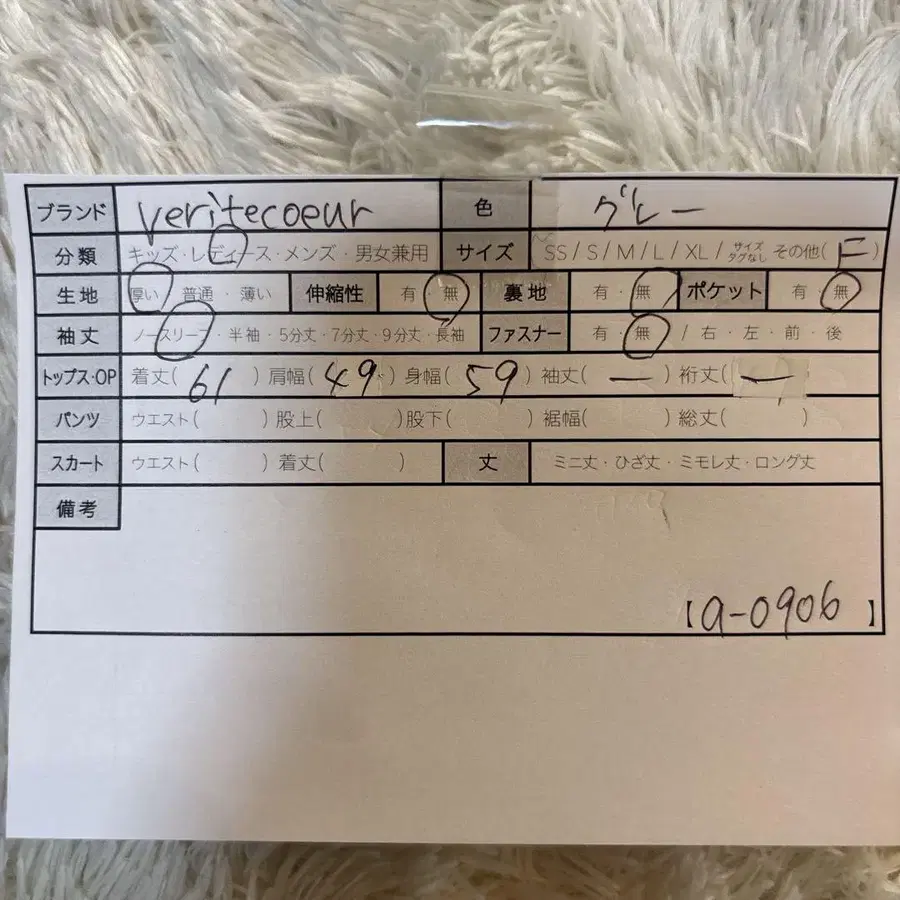 ブランド veritecoeur 色 グレー
分類 キッズ・レディース・メンズ・男女兼用 サイズ SS / S / M / L / XL / サイズタグなし その他( F )
生地 厚い・普通・薄い 伸縮性 有・無 裏地 有・無 ポケット 有・無
袖丈 ノースリーブ・半袖・5分丈・7分丈・9分丈・長袖 ファスナー 有・無 / 右・左・前・後
トップス・OP 着丈( 61 ) 肩幅( 49 ) 身幅( 59 ) 袖丈( ー ) 裄丈( ー )
パンツ ウエスト( ) 股上( ) 股下( ) 裾幅( ) 総丈( )
スカート ウエスト( ) 着丈( ) 丈 ミニ丈・ひざ丈・ミモレ丈・ロング丈
備考
【a-0906】